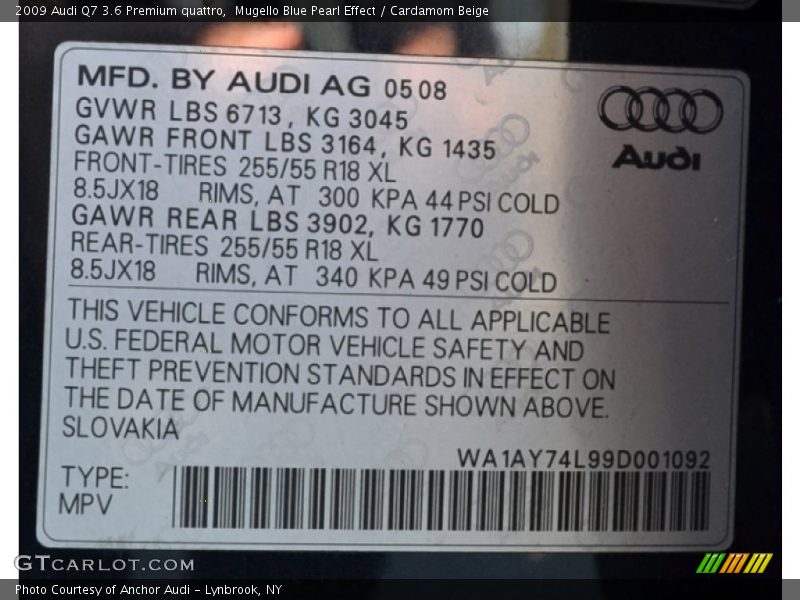 2009 Audi Q7 3.6 Premium quattro,  Mugello Blue Pearl Effect / Cardamom Beige
MFD. BY AUDI AG 0508
GVWR LBS 6713, KG 3045
GAWR FRONT LBS 3164, KG 1435
FRONT-TIRES 255/55 R18 XL
8.5JX18 RIMS, AT 300 KPA 44 PSI COLD
GAWR REAR LBS 3902, KG 1770
REAR-TIRES 255/55 R18 XL
8.5JX18 RIMS, AT 340 KPA 49 PSI COLD
Audi
THIS VEHICLE CONFORMS TO ALL APPLICABLE
U.S. FEDERAL MOTOR VEHICLE SAFETY AND
THEFT PREVENTION STANDARDS IN EFFECT ON
THE DATE OF MANUFACTURE SHOWN ABOVE.
SLOVAKIA
WA1AY74L99D001092
TYPE:
MPV
GTCARLOT.COM
Photo Courtesy of Anchor Audi - Lynbrook, NY